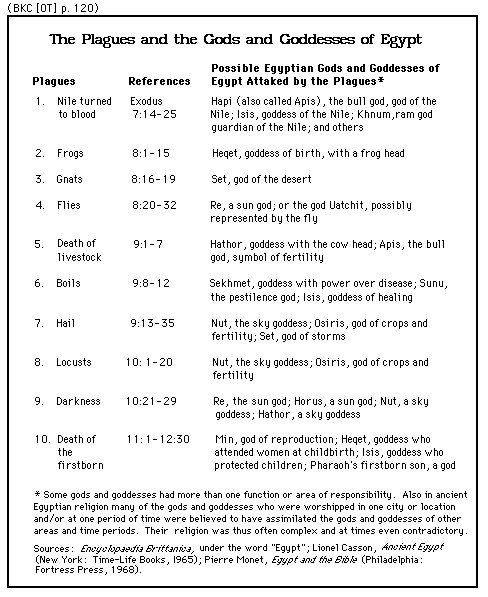 (BKC [OT] p. 120)
The Plagues and the Gods and Goddesses of Egypt
Plagues References Possible Egyptian Gods and Goddesses of
Egypt Attaked by the Plagues*
1. Nile turned Exodus Hapi (also called Apis), the bull god, god of the
to blood 7:14-25 Nile; Isis, goddess of the Nile; Khnum,ram god
guardian of the Nile; and others
2. Frogs 8:1-15 Heqet, goddess of birth, with a frog head
3. Gnats 8:16-19 Set, god of the desert
4. Flies 8:20-32 Re, a sun god; or the god Uatchit, possibly
represented by the fly
5. Death of 9:1-7 Hathor, goddess with the cow head; Apis, the bull
livestock god, symbol of fertility
6. Boils 9:8-12 Sekhmet, goddess with power over disease; Sunu,
the pestilence god; Isis, goddess of healing
7. Hail 9:13-35 Nut, the sky goddess; Osiris, god of crops and
fertility; Set, god of storms
8. Locusts 10:1-20 Nut, the sky goddess; Osiris, god of crops and
fertility
9. Darkness 10:21-29 Re, the sun god; Horus, a sun god; Nut, a sky
goddess; Hathor, a sky goddess
10. Death of 11:1-12:30 Min, god of reproduction; Heqet, goddess who
the attended women at childbirth; Isis, goddess who
firstborn protected children; Pharaoh's firstborn son, a god
* Some gods and goddesses had more than one function or area of responsibility. Also in ancient
Egyptian religion many of the gods and goddesses who were worshipped in one city or location
and/or at one period of time were believed to have assimilated the gods and goddesses of other
areas and time periods. Their religion was thus often complex and at times even contradictory.
Sources: Encyclopaedia Brittanica, under the word "Egypt"; Lionel Casson, Ancient Egypt
(New York: Time-Life Books, 1965); Pierre Monet, Egypt and the Bible (Philadelphia:
Fortress Press, 1968).